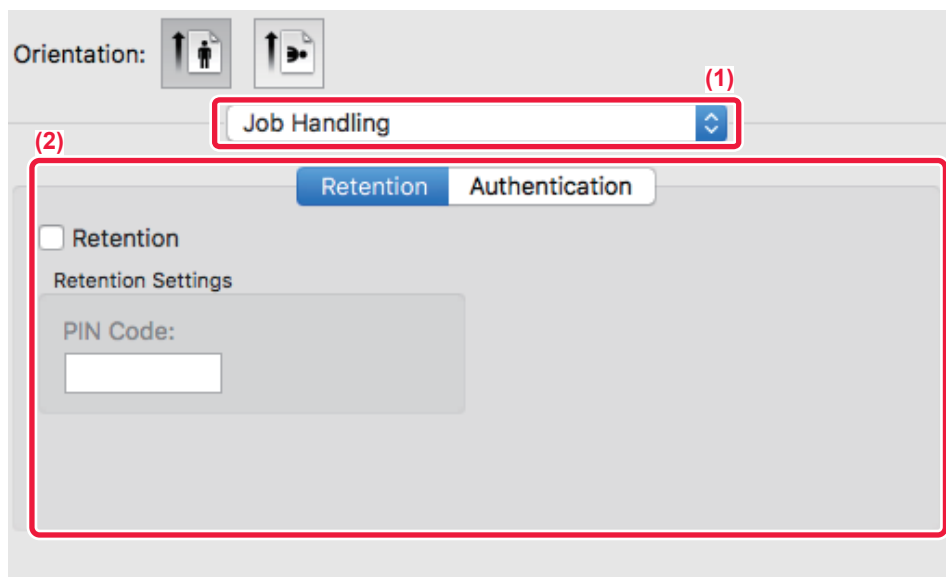 Orientation:
(1)
Job Handling
(2)
Retention Authentication
Retention
Retention Settings
PIN Code: